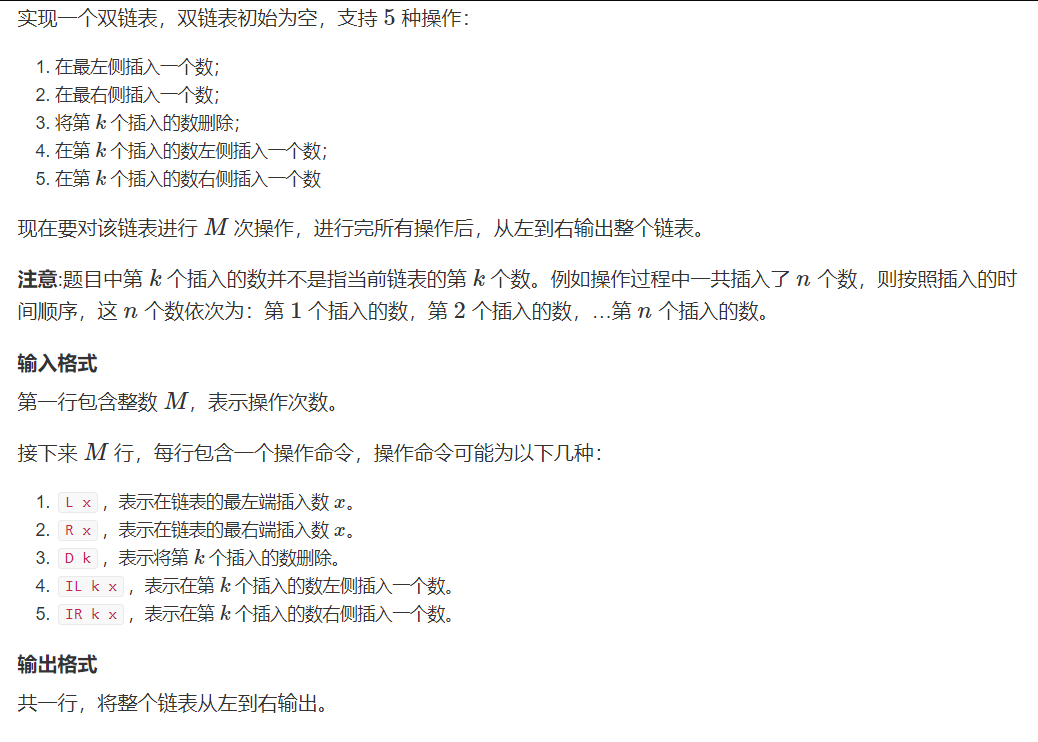 实现一个双链表，双链表初始为空，支持 5 种操作：
1. 在最左侧插入一个数；
2. 在最右侧插入一个数；
3. 将第 k 个插入的数删除；
4. 在第 k 个插入的数左侧插入一个数；
5. 在第 k 个插入的数右侧插入一个数
现在要对该链表进行 M 次操作，进行完所有操作后，从左到右输出整个链表。
注意:题目中第 k 个插入的数并不是指当前链表的第 k 个数。例如操作过程中一共插入了 n 个数，则按照插入的时
间顺序，这 n 个数依次为：第 1 个插入的数，第 2 个插入的数，…第 n 个插入的数。
输入格式
第一行包含整数 M，表示操作次数。
接下来 M 行，每行包含一个操作命令，操作命令可能为以下几种：
1. L x ，表示在链表的最左端插入数 x。
2. R x ，表示在链表的最右端插入数 x。
3. D k ，表示将第 k 个插入的数删除。
4. IL k x ，表示在第 k 个插入的数左侧插入一个数。
5. IR k x ，表示在第 k 个插入的数右侧插入一个数。
输出格式
共一行，将整个链表从左到右输出。